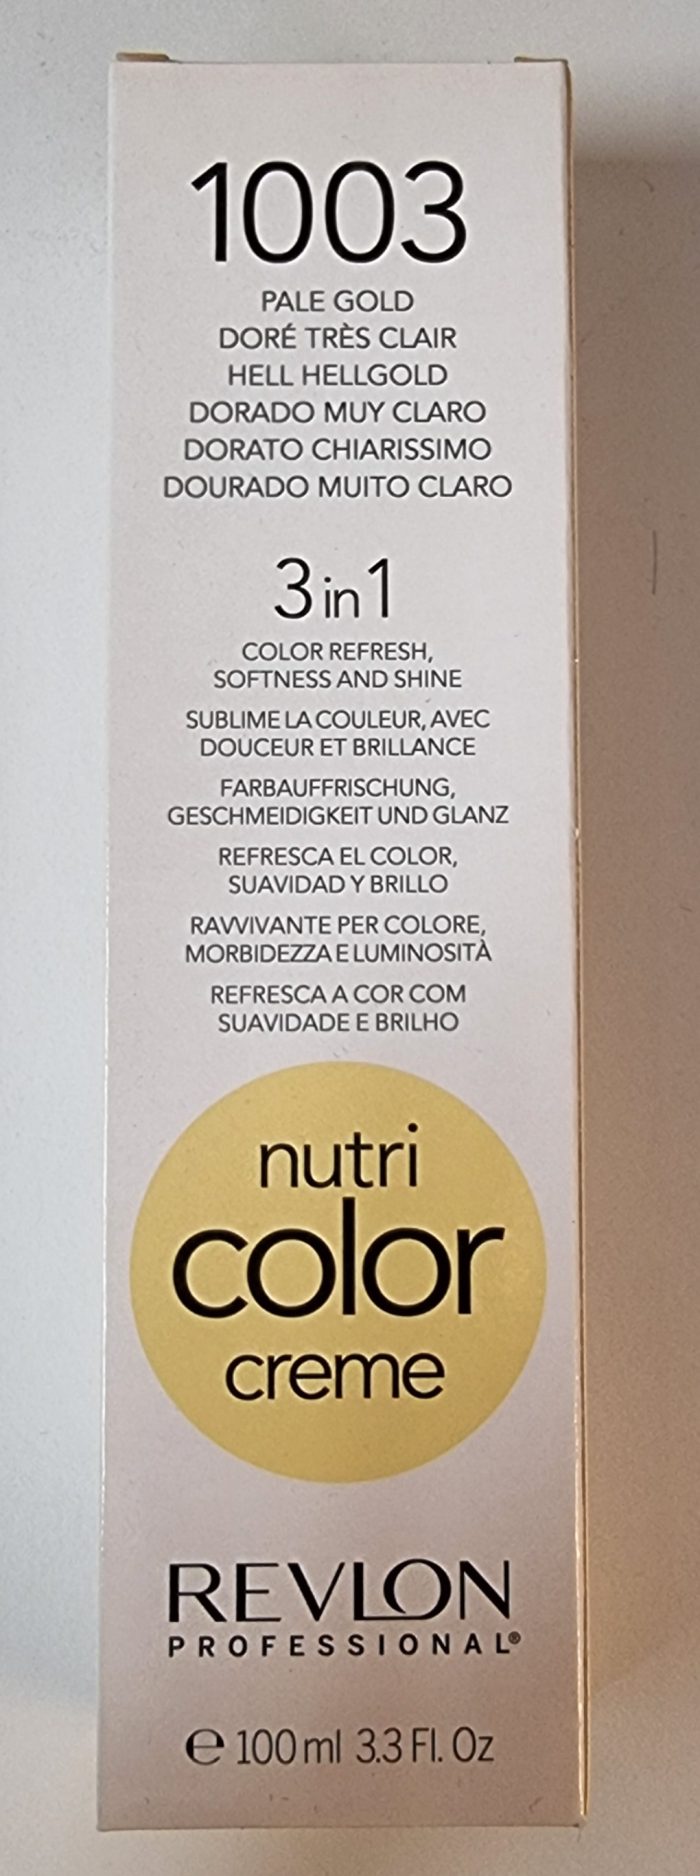 1003
PALE GOLD
DORÉ TRÈS CLAIR
HELL HELLGOLD
DORADO MUY CLARO
DORATO CHIARISSIMO
DOURADO MUITO CLARO
3 in 1
COLOR REFRESH,
SOFTNESS AND SHINE
SUBLIME LA COULEUR, AVEC
DOUCEUR ET BRILLANCE
FARBAUFFRISCHUNG,
GESCHMEIDIGKEIT UND GLANZ
REFRESCA EL COLOR,
SUAVIDAD Y BRILLO
RAVVIVANTE PER COLORE,
MORBIDEZZA E LUMINOSITÀ
REFRESCA A COR COM
SUAVIDADE E BRILHO
nutri
color
creme
REVLON
PROFESSIONAL®
℮ 100 ml 3.3 Fl. Oz